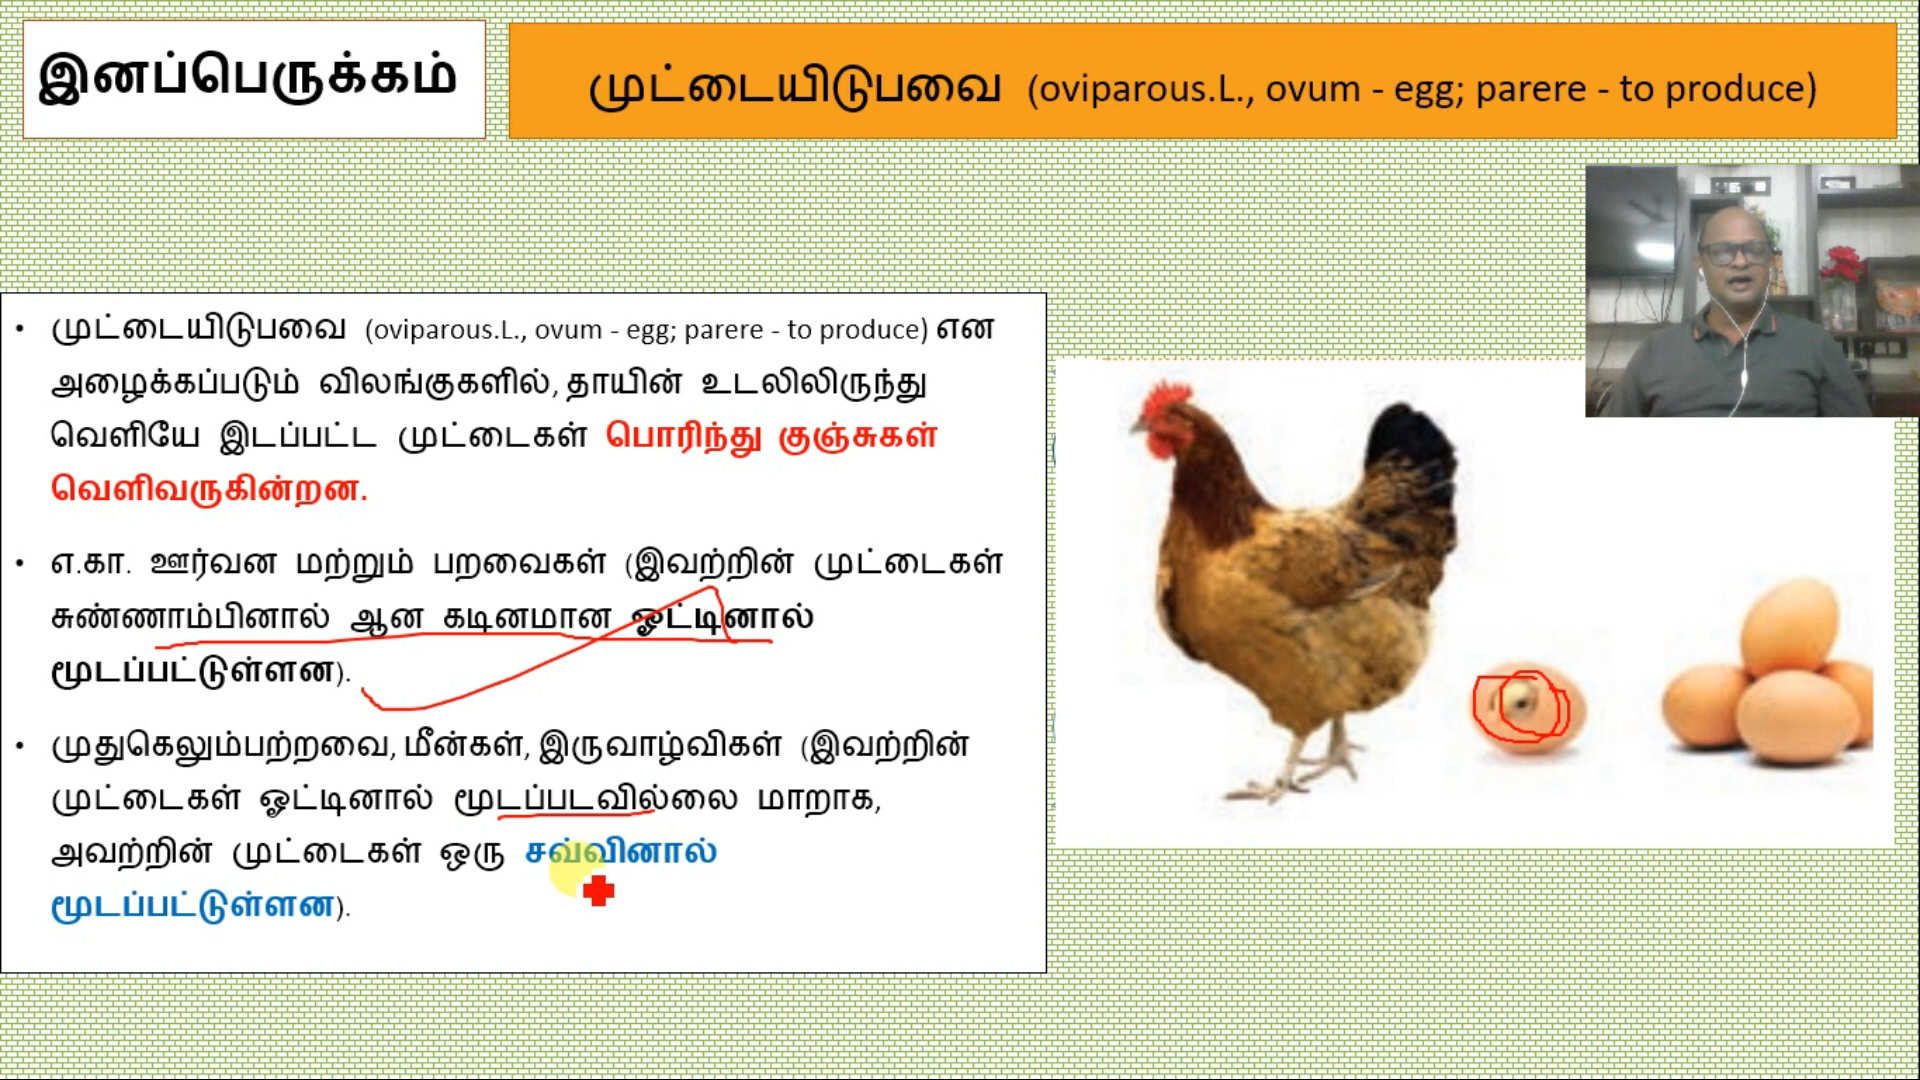 இனப்பெருக்கம்
முட்டையிடுபவை (oviparous.L., ovum - egg; parere - to produce)
• முட்டையிடுபவை (oviparous.L., ovum - egg; parere - to produce) என
அழைக்கப்படும் விலங்குகளில், தாயின் உடலிலிருந்து
வெளியே இடப்பட்ட முட்டைகள் பொரிந்து குஞ்சுகள்
வெளிவருகின்றன.
• எ.கா. ஊர்வன மற்றும் பறவைகள் (இவற்றின் முட்டைகள்
சுண்ணாம்பினால் ஆன கடினமான ஓட்டினால்
மூடப்பட்டுள்ளன).
• முதுகெலும்பற்றவை, மீன்கள், இருவாழ்விகள் (இவற்றின்
முட்டைகள் ஓட்டினால் மூடப்படவில்லை மாறாக,
அவற்றின் முட்டைகள் ஒரு சவ்வினால்
மூடப்பட்டுள்ளன).